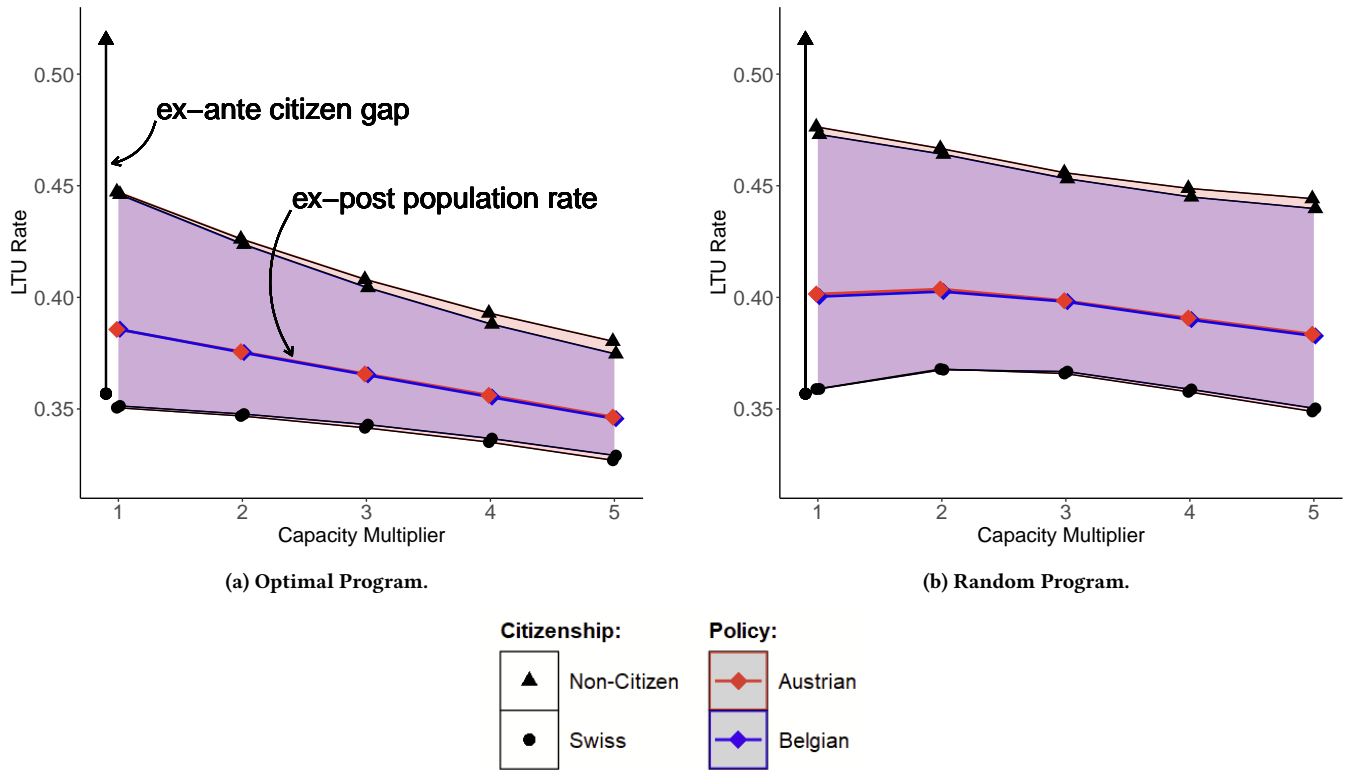 0.50
0.45
0.40
0.35
LTU Rate
ex-ante citizen gap
ex-post population rate
1 2 3 4 5
Capacity Multiplier
(a) Optimal Program.
0.50
0.45
0.40
0.35
LTU Rate
1 2 3 4 5
Capacity Multiplier
(b) Random Program.
Citizenship:
Non-Citizen
Swiss
Policy:
Austrian
Belgian